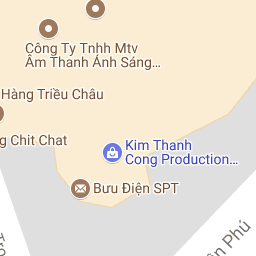 Công Ty Tnhh Mtv
Âm Thanh Ánh Sáng...
Hàng Triều Châu
Chit Chat
Kim Thanh
Cong Production...
Bưu Điện SPT
Phú